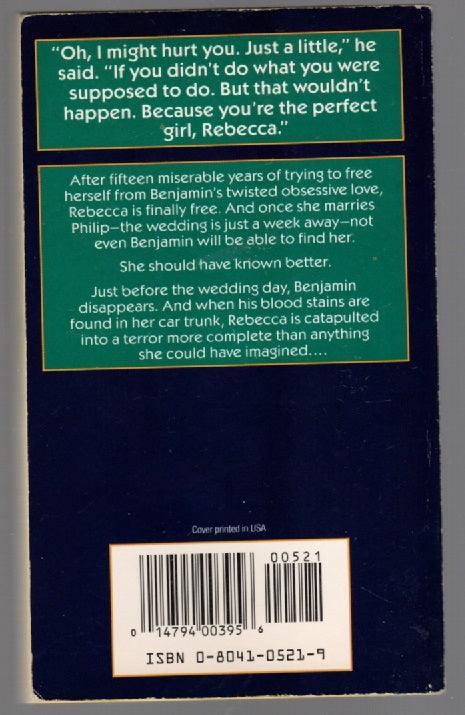 "Oh, I might hurt you. Just a little," he
said. "If you didn't do what you were
supposed to do. But that wouldn't
happen. Because you're the perfect
girl, Rebecca."
After fifteen miserable years of trying to free
herself from Benjamin's twisted obsessive love,
Rebecca is finally free. And once she marries
Philip—the wedding is just a week away—not
even Benjamin will be able to find her.
She should have known better.
Just before the wedding day, Benjamin
disappears. And when his blood stains are
found in her car trunk, Rebecca is catapulted
into a terror more complete than anything
she could have imagined....
Cover printed in USA
00521
0 14794 00395 6
ISBN 0-8041-0521-9